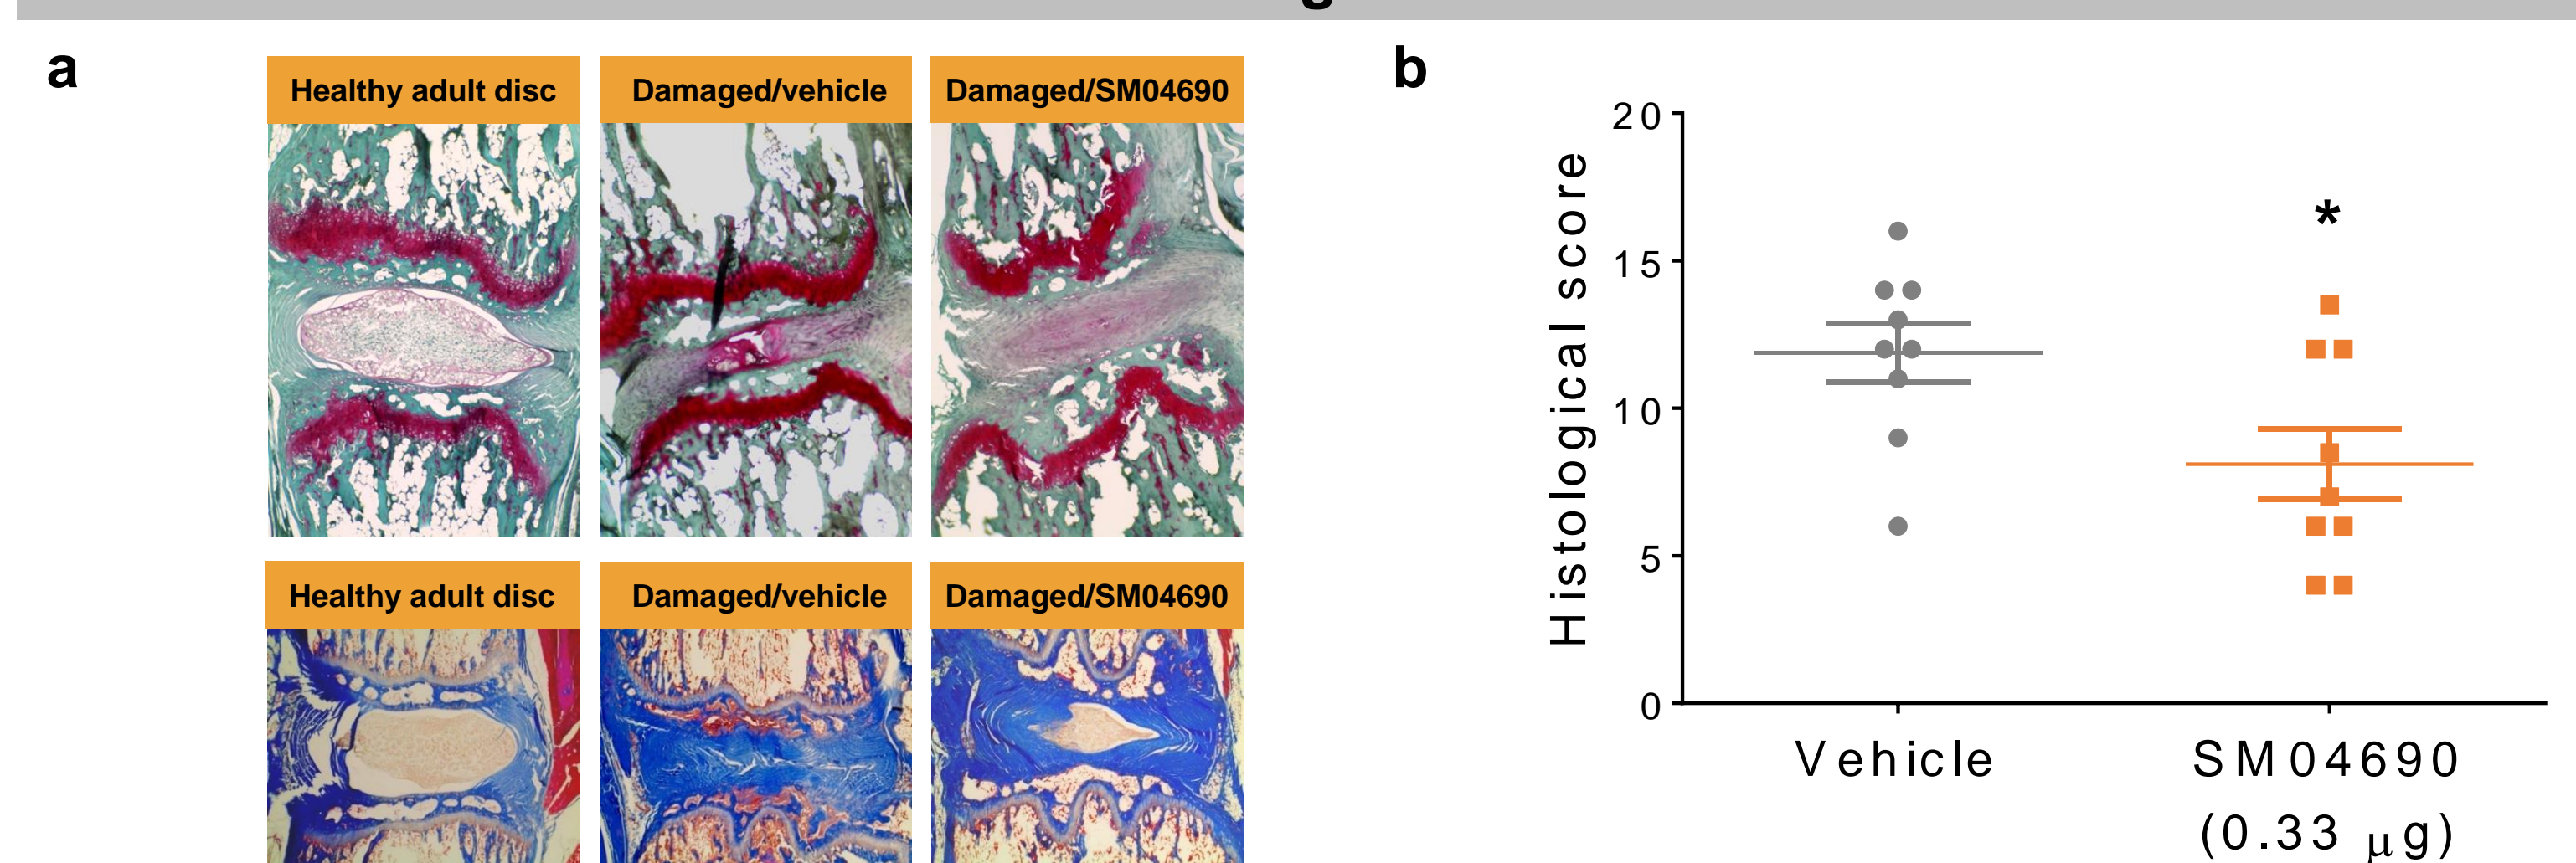 a
Healthy adult disc
Damaged/vehicle
Damaged/SM04690
Healthy adult disc
Damaged/vehicle
Damaged/SM04690
b
Histological score
20
15
10
5
0
*
Vehicle
SM04690
(0.33 μg)